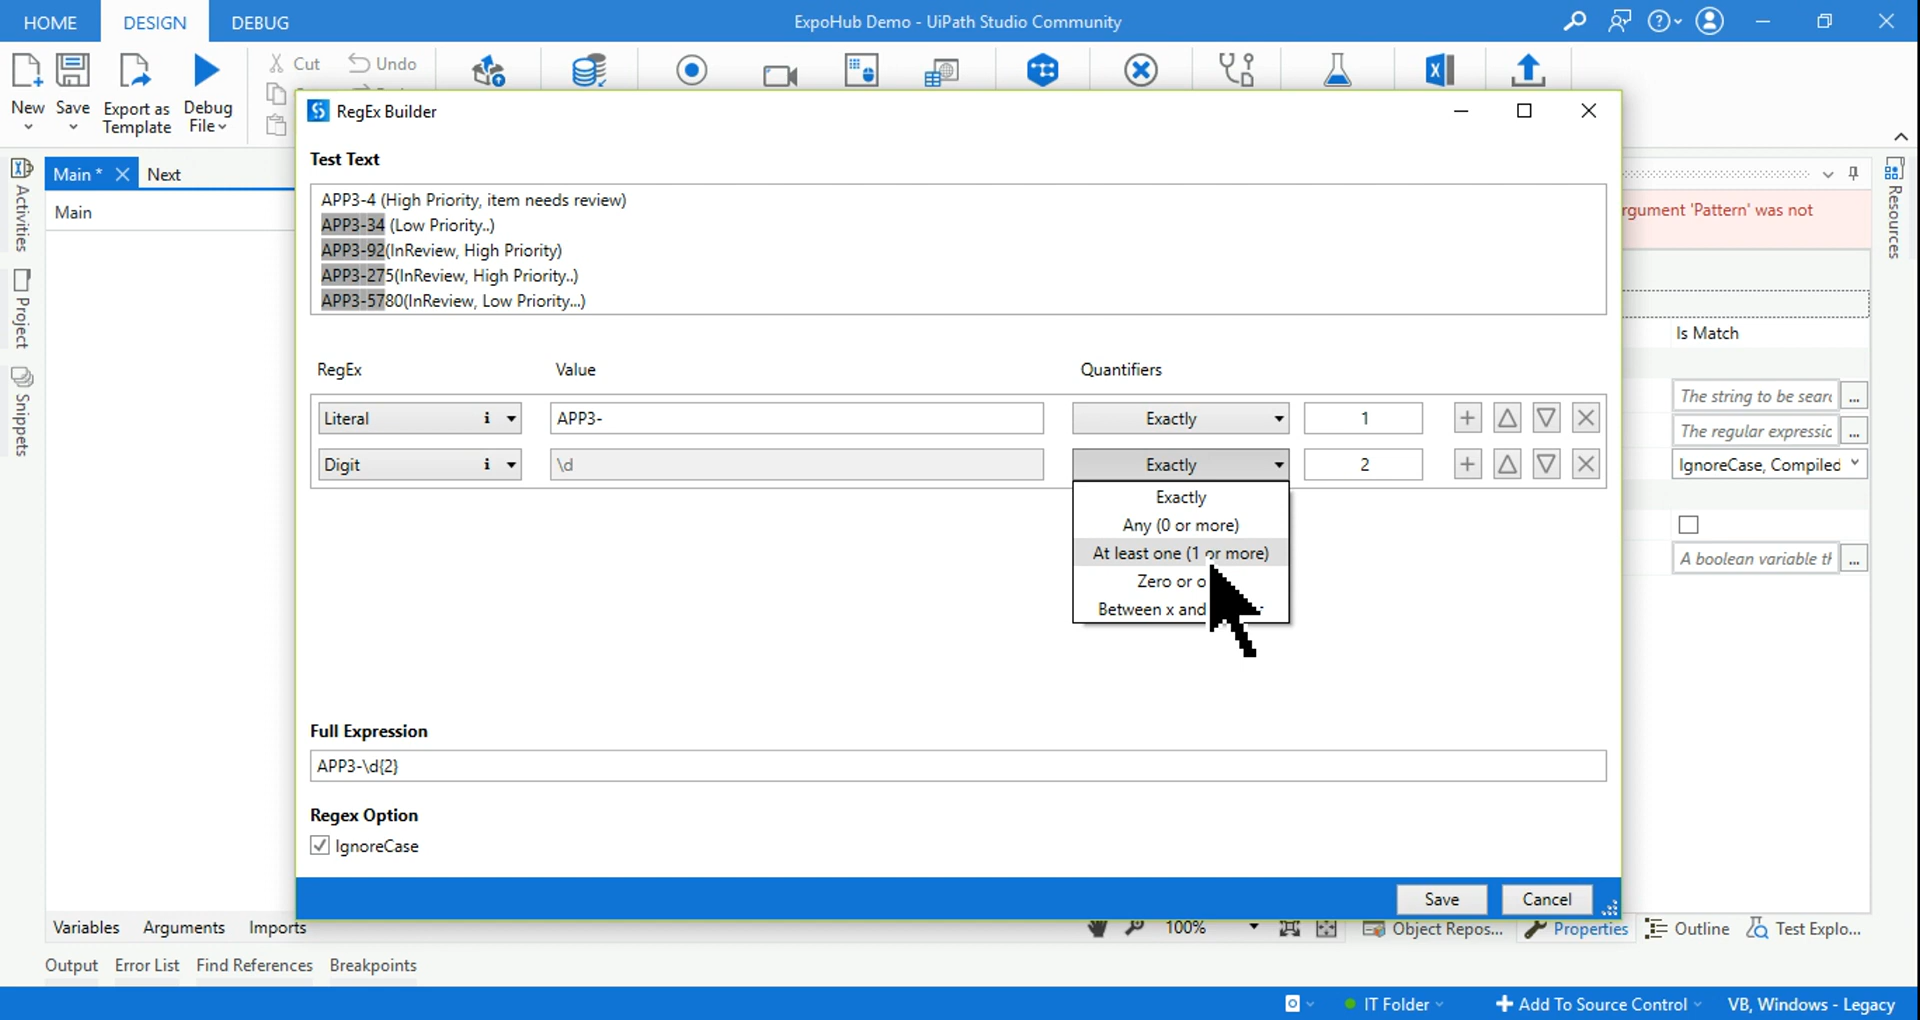 HOME DESIGN DEBUG ExpoHub Demo - UiPath Studio Community
Cut Undo
New Save Export as Template Debug File
RegEx Builder
Main * Next
Main
Activities
Project
Snippets
Resources
Test Text
APP3-4 (High Priority, item needs review)
APP3-34 (Low Priority..)
APP3-92(InReview, High Priority)
APP3-275(InReview, High Priority..)
APP3-5780(InReview, Low Priority...)
rgument 'Pattern' was not
Is Match
RegEx Value Quantifiers
The string to be searc ...
Literal i APP3- Exactly 1
The regular expressic ...
Digit i \d Exactly 2
IgnoreCase, Compiled
Exactly
Any (0 or more)
At least one (1 or more)
Zero or o
Between x and
A boolean variable th ...
Full Expression
APP3-\d{2}
Regex Option
IgnoreCase
Save Cancel
Variables Arguments Imports 100% Object Repos... Properties Outline Test Explo...
Output Error List Find References Breakpoints
IT Folder Add To Source Control VB, Windows - Legacy